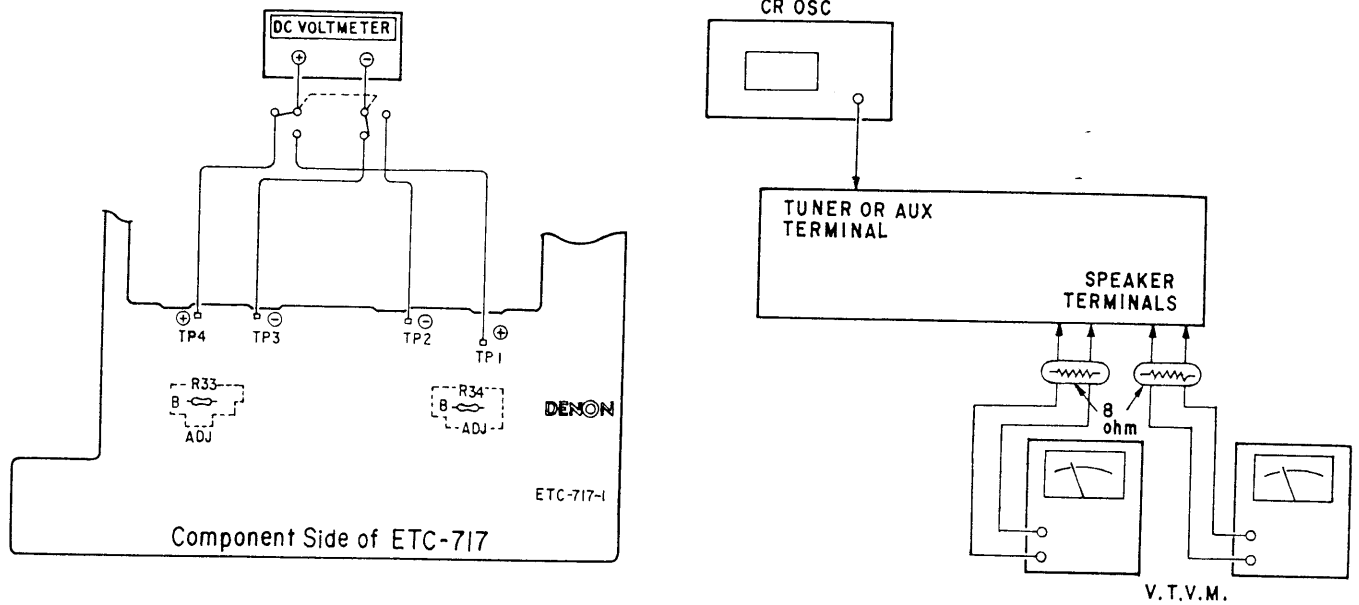 DC VOLTMETER
⊕ ⊖
⊕ TP4
TP3 ⊖
TP2 ⊖
TP1 ⊕
R33
B
ADJ
R34
B
ADJ
DENON
ETC-717-1
Component Side of ETC-717
CR OSC
TUNER OR AUX
TERMINAL
SPEAKER
TERMINALS
8
ohm
V.T.V.M.